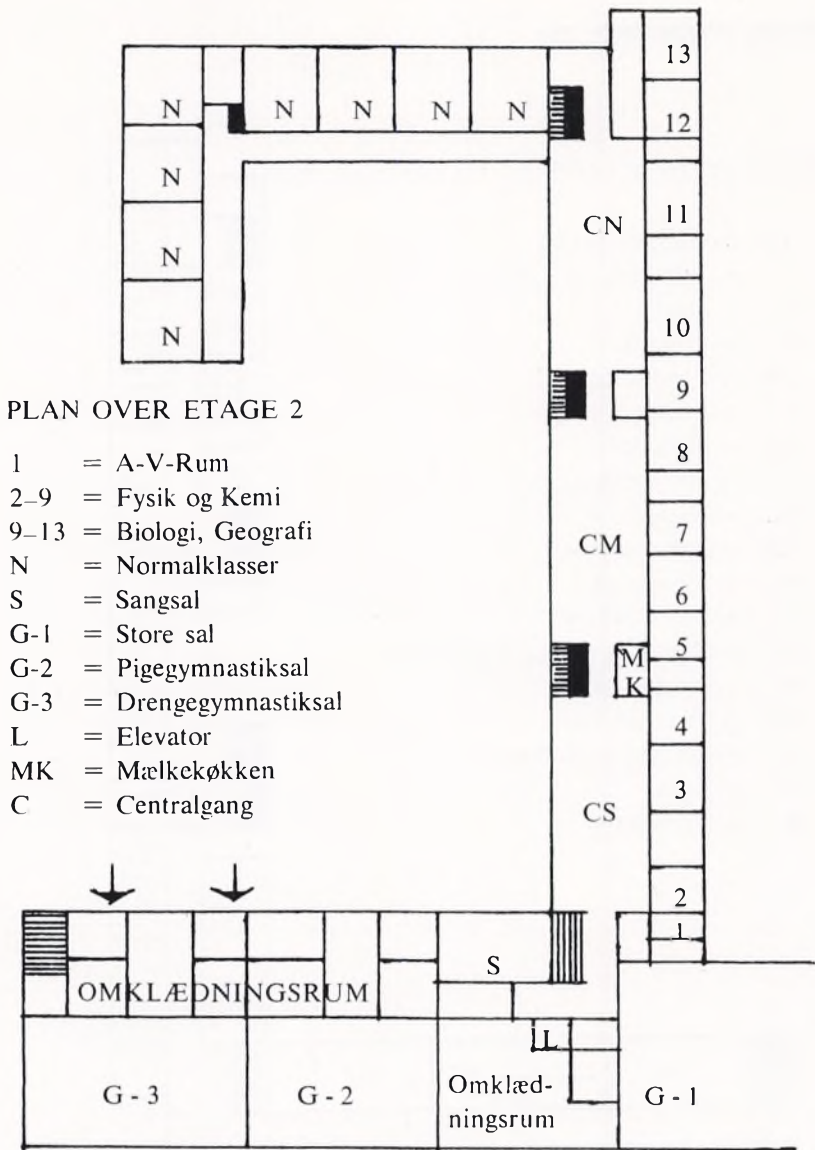 13
N N N N N
12
N
CN
11
N
10
N
9
PLAN OVER ETAGE 2
1 = A-V-Rum
2–9 = Fysik og Kemi
9–13 = Biologi, Geografi
N = Normalklasser
S = Sangsal
G-1 = Store sal
G-2 = Pigegymnastiksal
G-3 = Drengegymnastiksal
L = Elevator
MK = Mælkekøkken
C = Centralgang
8
CM
7
6
5
M
K
4
3
CS
2
1
S
OMKLÆDNINGSRUM
L
G-3
G-2
Omklæd-
ningsrum
G-1